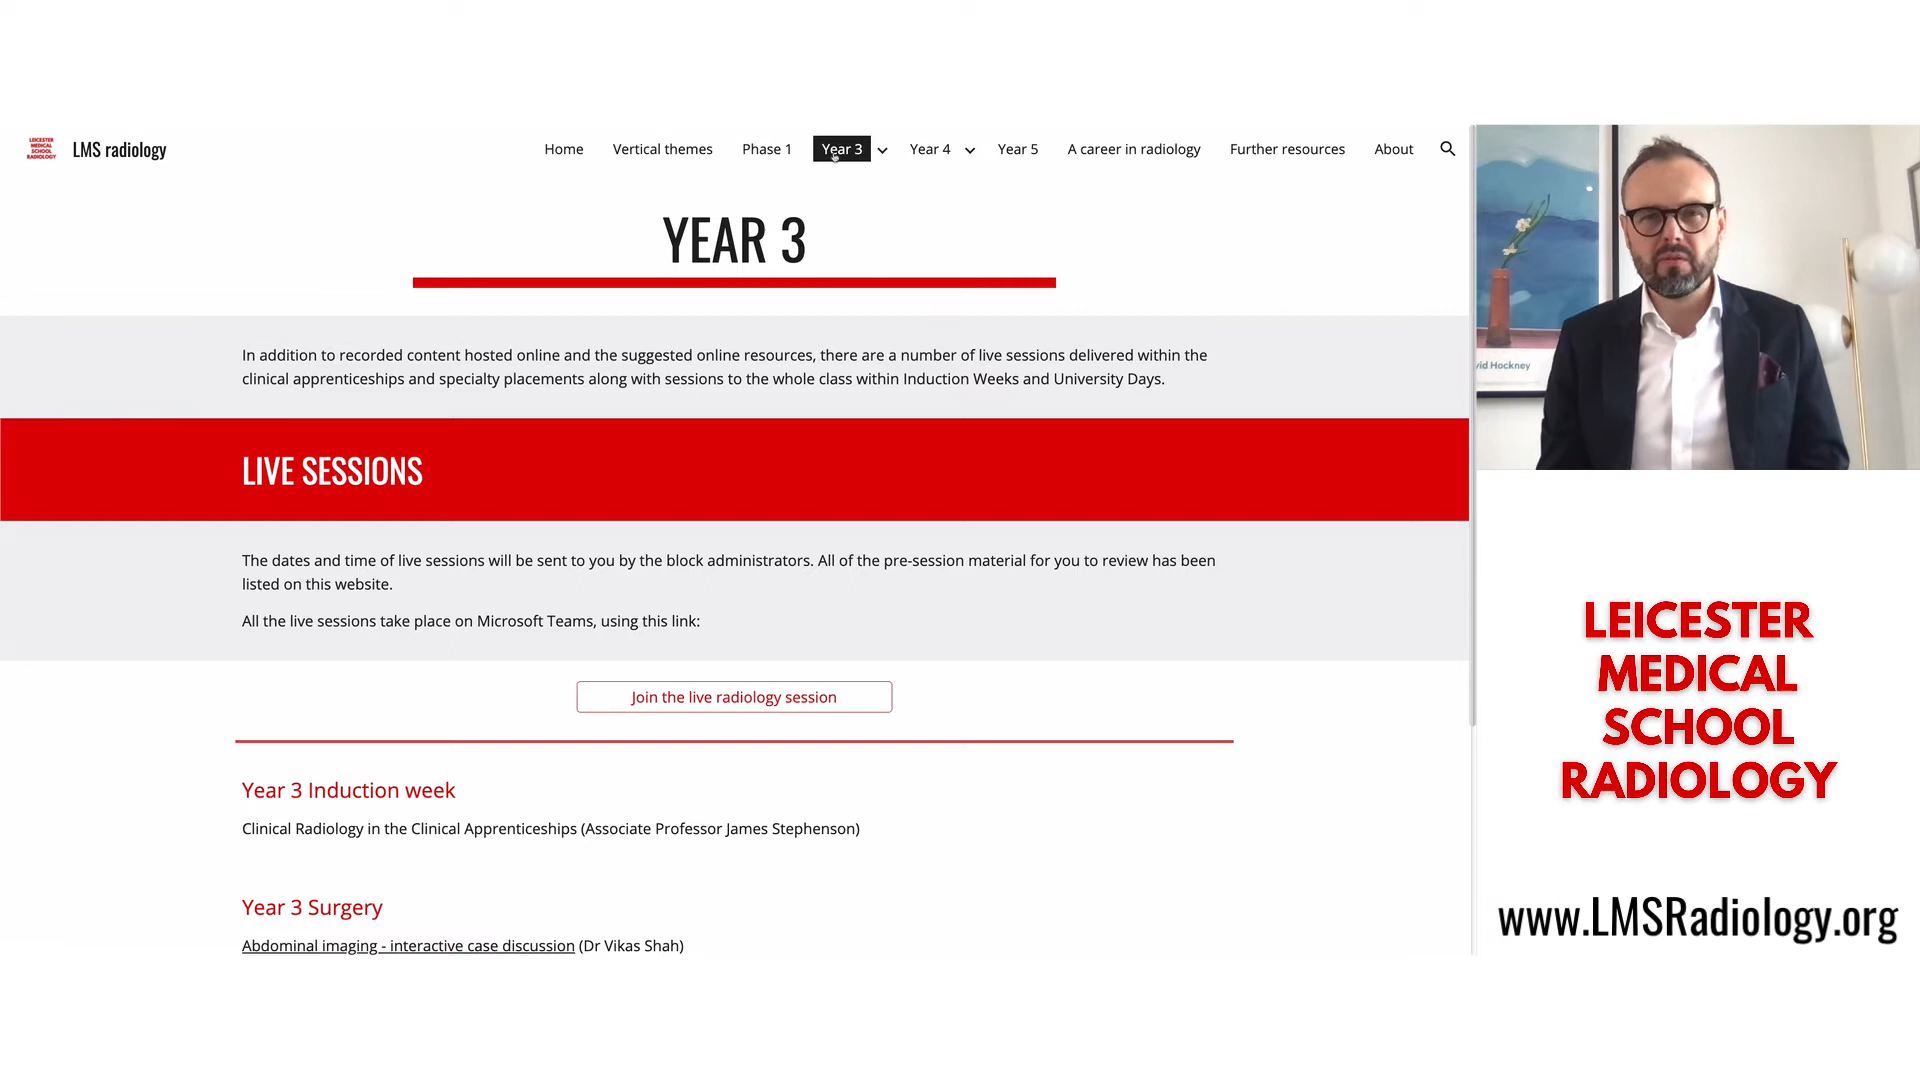 LEICESTER
MEDICAL
SCHOOL
RADIOLOGY
LMS radiology
Home Vertical themes Phase 1 Year 3 Year 4 Year 5 A career in radiology Further resources About
YEAR 3
In addition to recorded content hosted online and the suggested online resources, there are a number of live sessions delivered within the
clinical apprenticeships and specialty placements along with sessions to the whole class within Induction Weeks and University Days.
LIVE SESSIONS
The dates and time of live sessions will be sent to you by the block administrators. All of the pre-session material for you to review has been
listed on this website.
All the live sessions take place on Microsoft Teams, using this link:
Join the live radiology session
Year 3 Induction week
Clinical Radiology in the Clinical Apprenticeships (Associate Professor James Stephenson)
Year 3 Surgery
Abdominal imaging - interactive case discussion (Dr Vikas Shah)
vid Hockney
LEICESTER
MEDICAL
SCHOOL
RADIOLOGY
www.LMSRadiology.org